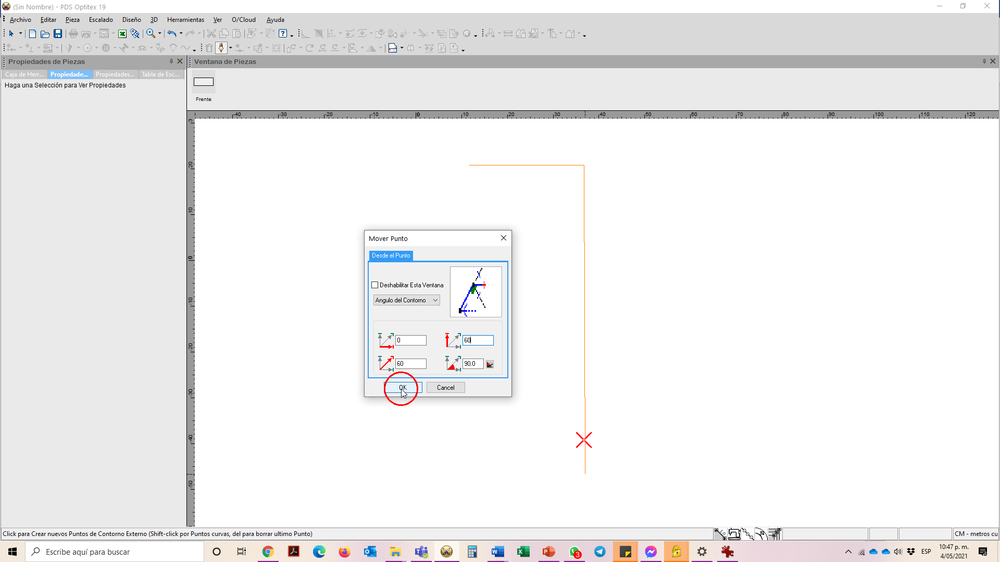 (Sin Nombre) - PDS Optitex 19
Archivo Editar Pieza Escalado Diseño 3D Herramientas Ver O/Cloud Ayuda
Propiedades de Piezas
Ventana de Piezas
Caja de Herr... Propiedade... Propiedades... Tabla de Esc...
Haga una Selección para Ver Propiedades
Frente
-40 -30 -20 -10 0 10 20 30 40 50 60 70 80 90 100 110 120
3
20
10
0
-10
-20
-30
-40
-50
Mover Punto
Desde el Punto
Deshabilitar Esta Ventana
Angulo del Contorno
0 60
60 90.0
OK Cancel
Click para Crear nuevos Puntos de Contorno Externo (Shift-click por Puntos curvas, del para borrar ultimo Punto)
CM - metros cu
Escribe aquí para buscar
3
ESP
10:47 p. m.
4/05/2021